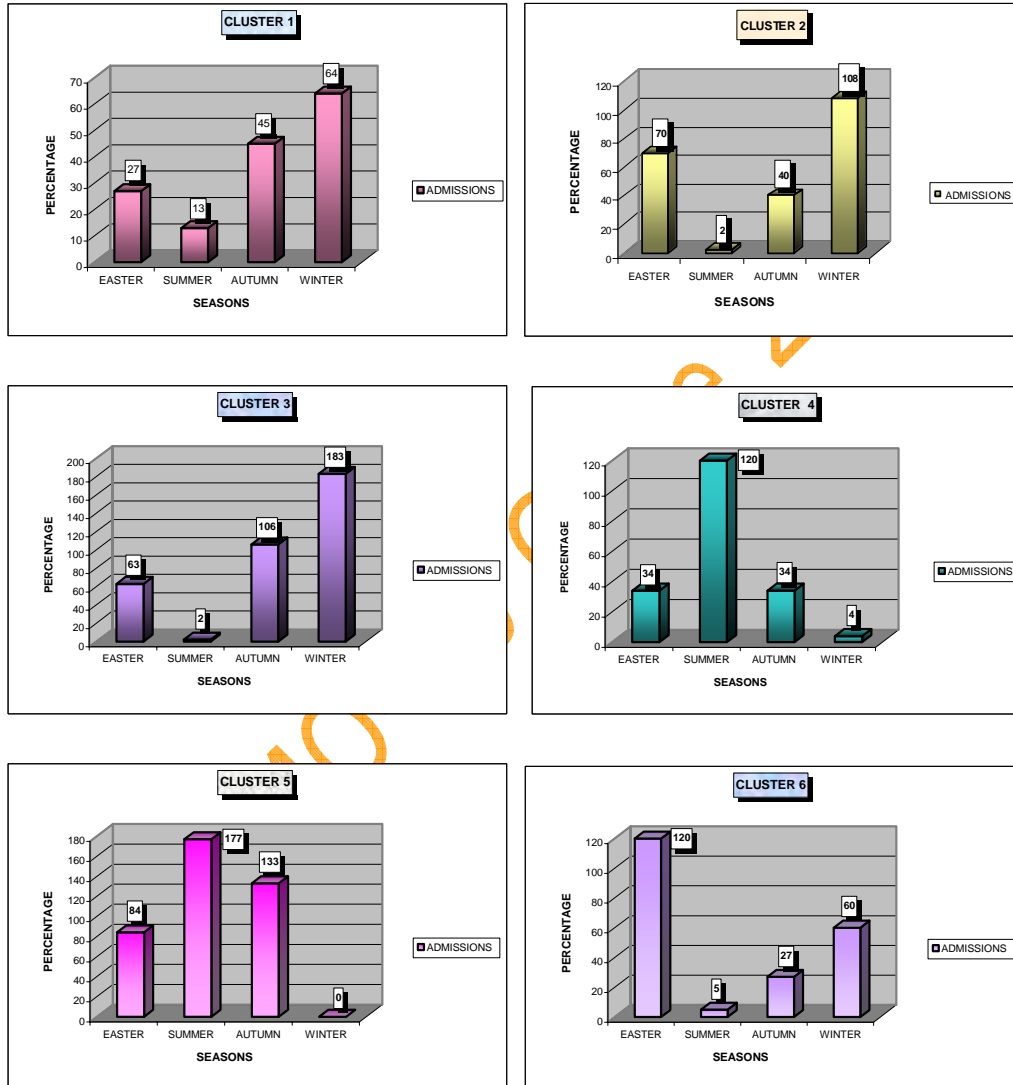 CLUSTER 1
64
45
27
13
70
60
50
40
30
20
10
0
PERCENTAGE
EASTER SUMMER AUTUMN WINTER
SEASONS
ADMISSIONS
CLUSTER 2
108
70
40
2
120
100
80
60
40
20
0
PERCENTAGE
EASTER SUMMER AUTUMN WINTER
SEASONS
ADMISSIONS
CLUSTER 3
183
106
63
2
200
180
160
140
120
100
80
60
40
20
0
PERCENTAGE
EASTER SUMMER AUTUMN WINTER
SEASONS
ADMISSIONS
CLUSTER 4
120
34
34
4
120
100
80
60
40
20
0
PERCENTAGE
EASTER SUMMER AUTUMN WINTER
SEASONS
ADMISSIONS
CLUSTER 5
177
133
84
0
180
160
140
120
100
80
60
40
20
0
PERCENTAGE
EASTER SUMMER AUTUMN WINTER
SEASONS
ADMISSIONS
CLUSTER 6
120
60
27
5
120
100
80
60
40
20
0
PERCENTAGE
EASTER SUMMER AUTUMN WINTER
SEASONS
ADMISSIONS